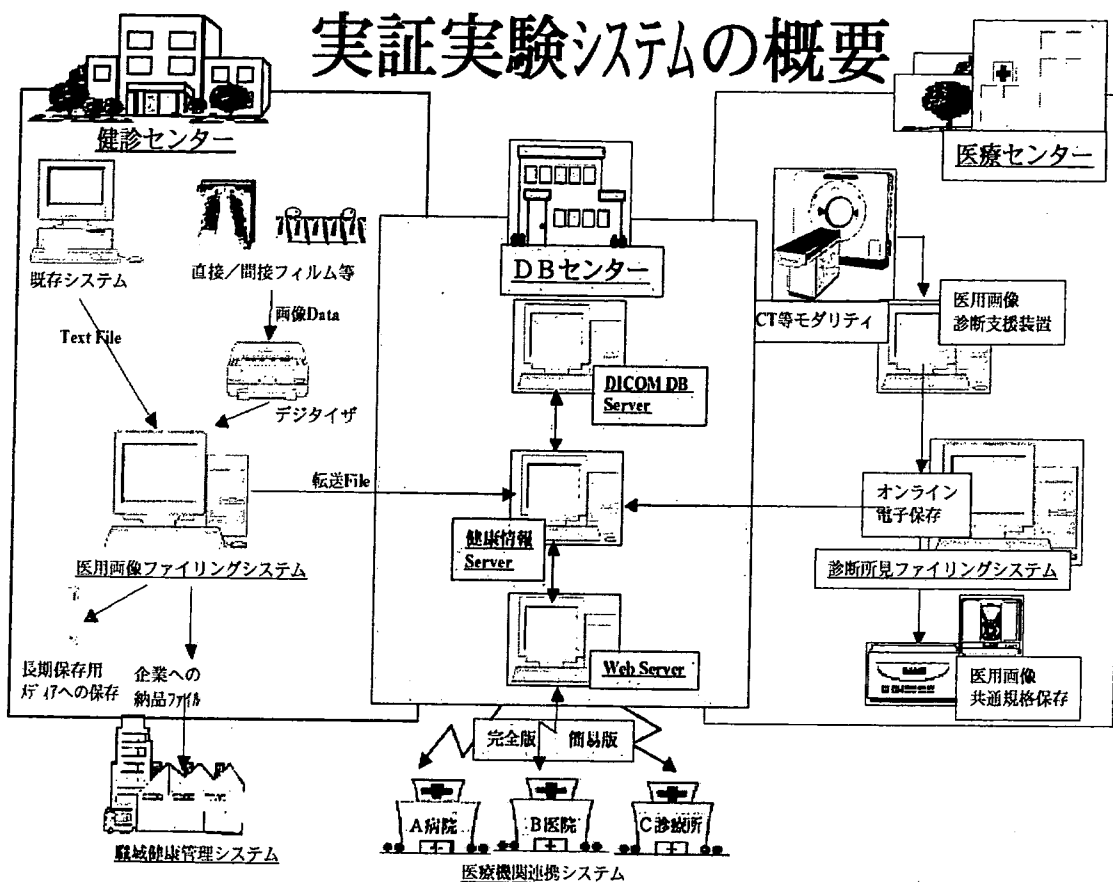 実証実験システムの概要
健診センター
既存システム
直接／間接フィルム等
画像Data
Text File
デジタイザ
医用画像ファイリングシステム
転送File
長期保存用
ﾒﾃﾞｨｱへの保存
企業への
納品ﾌｧｲﾙ
職域健康管理システム
DBセンター
DICOM DB
Server
健康情報
Server
Web Server
完全版
簡易版
A病院
B医院
C診療所
医療機関連携システム
医療センター
CT等モダリティ
医用画像
診断支援装置
オンライン
電子保存
診断所見ファイリングシステム
医用画像
共通規格保存